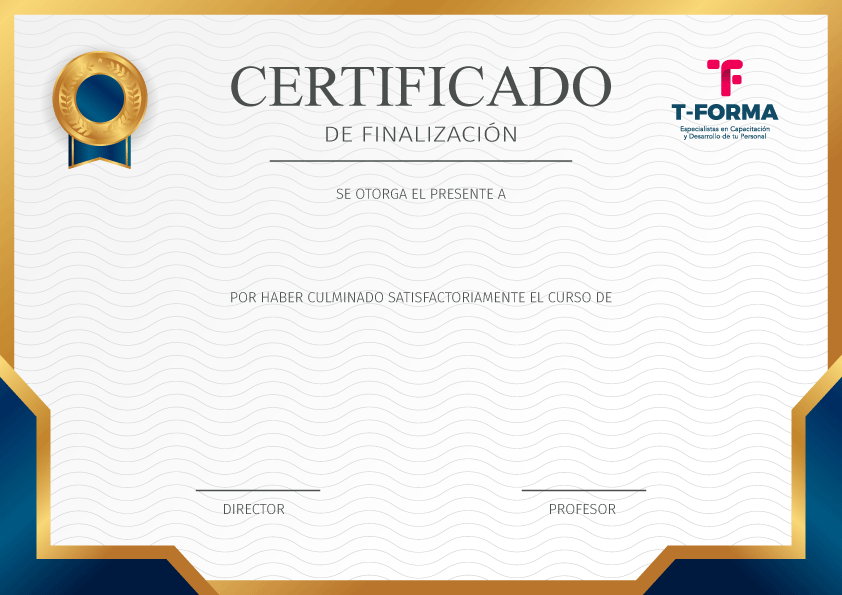 CERTIFICADO
DE FINALIZACIÓN
TF
T-FORMA
Especialistas en Capacitación
y Desarrollo de tu Personal
SE OTORGA EL PRESENTE A
POR HABER CULMINADO SATISFACTORIAMENTE EL CURSO DE
DIRECTOR
PROFESOR